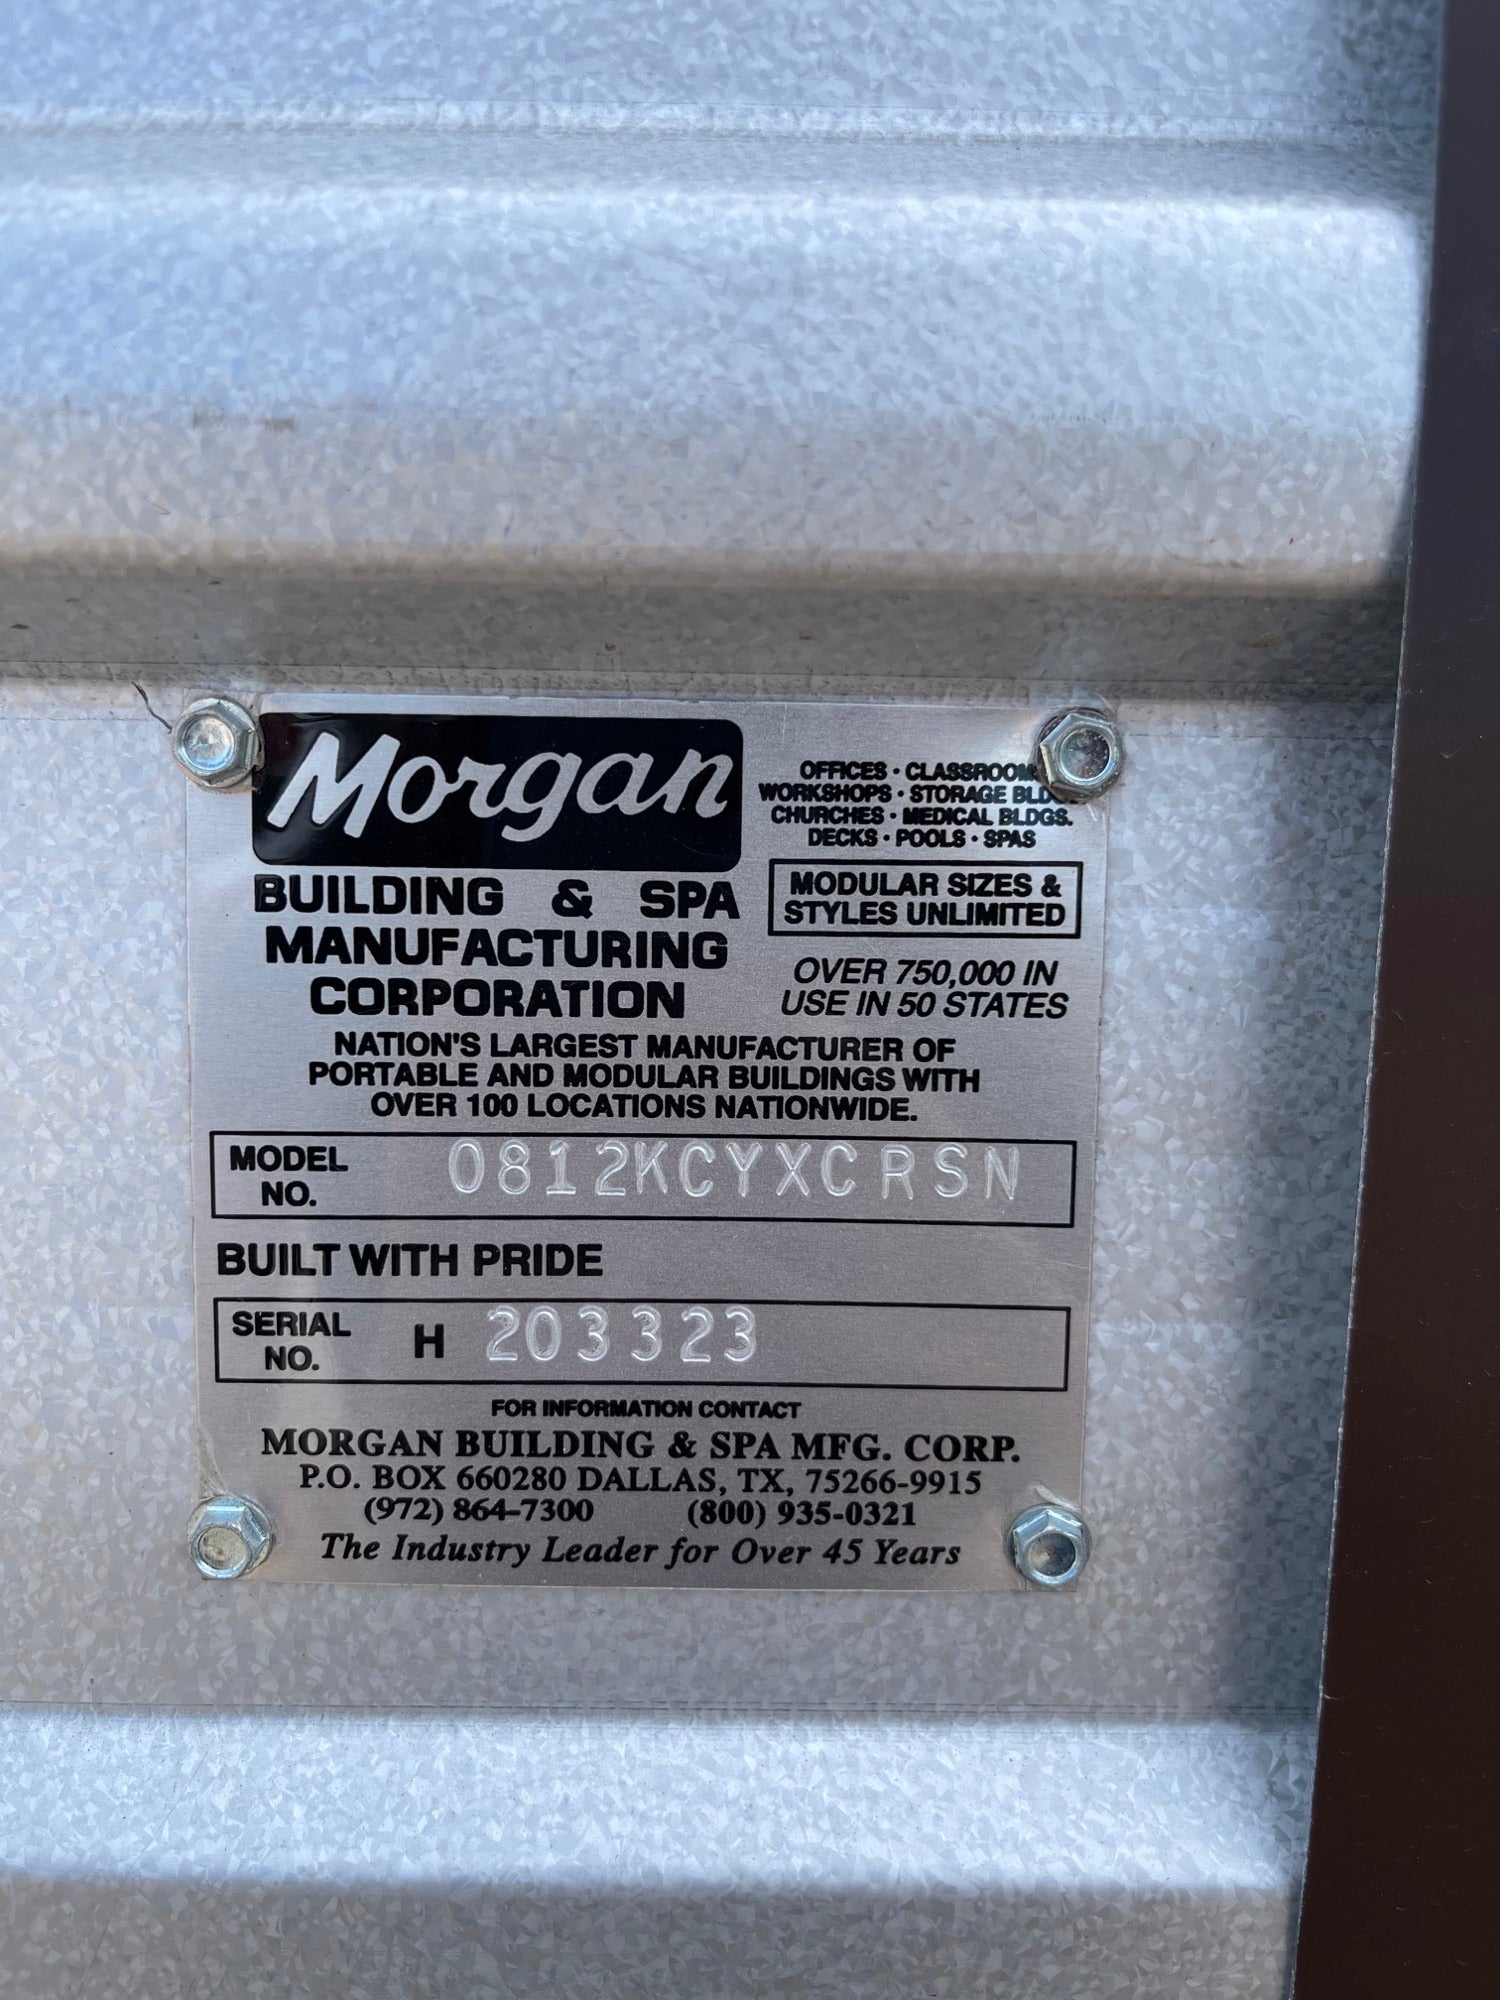 Morgan
BUILDING & SPA
MANUFACTURING
CORPORATION
OFFICES • CLASSROOM
WORKSHOPS • STORAGE BLDG
CHURCHES • MEDICAL BLDGS.
DECKS • POOLS • SPAS
MODULAR SIZES &
STYLES UNLIMITED
OVER 750,000 IN
USE IN 50 STATES
NATION'S LARGEST MANUFACTURER OF
PORTABLE AND MODULAR BUILDINGS WITH
OVER 100 LOCATIONS NATIONWIDE.
MODEL NO. 0812KCYXCRSN
BUILT WITH PRIDE
SERIAL NO. H 203323
FOR INFORMATION CONTACT
MORGAN BUILDING & SPA MFG. CORP.
P.O. BOX 660280 DALLAS, TX, 75266-9915
(972) 864-7300 (800) 935-0321
The Industry Leader for Over 45 Years